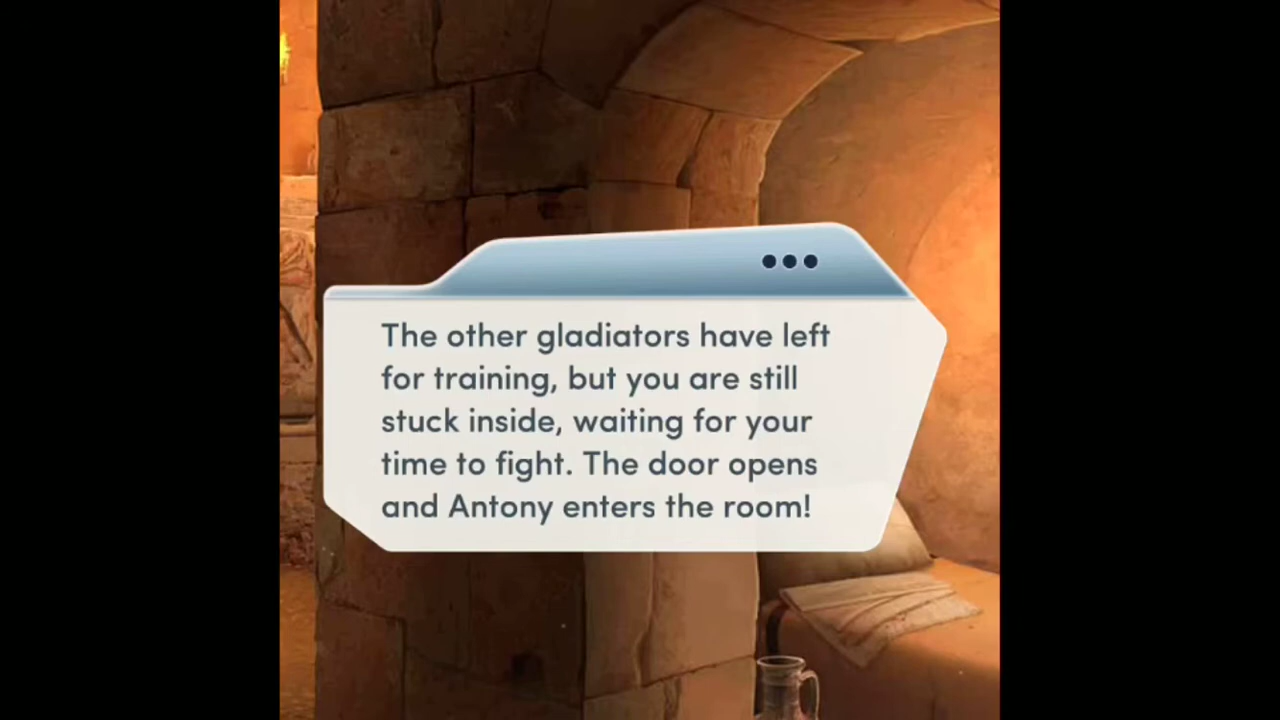 The other gladiators have left
for training, but you are still
stuck inside, waiting for your
time to fight. The door opens
and Antony enters the room!